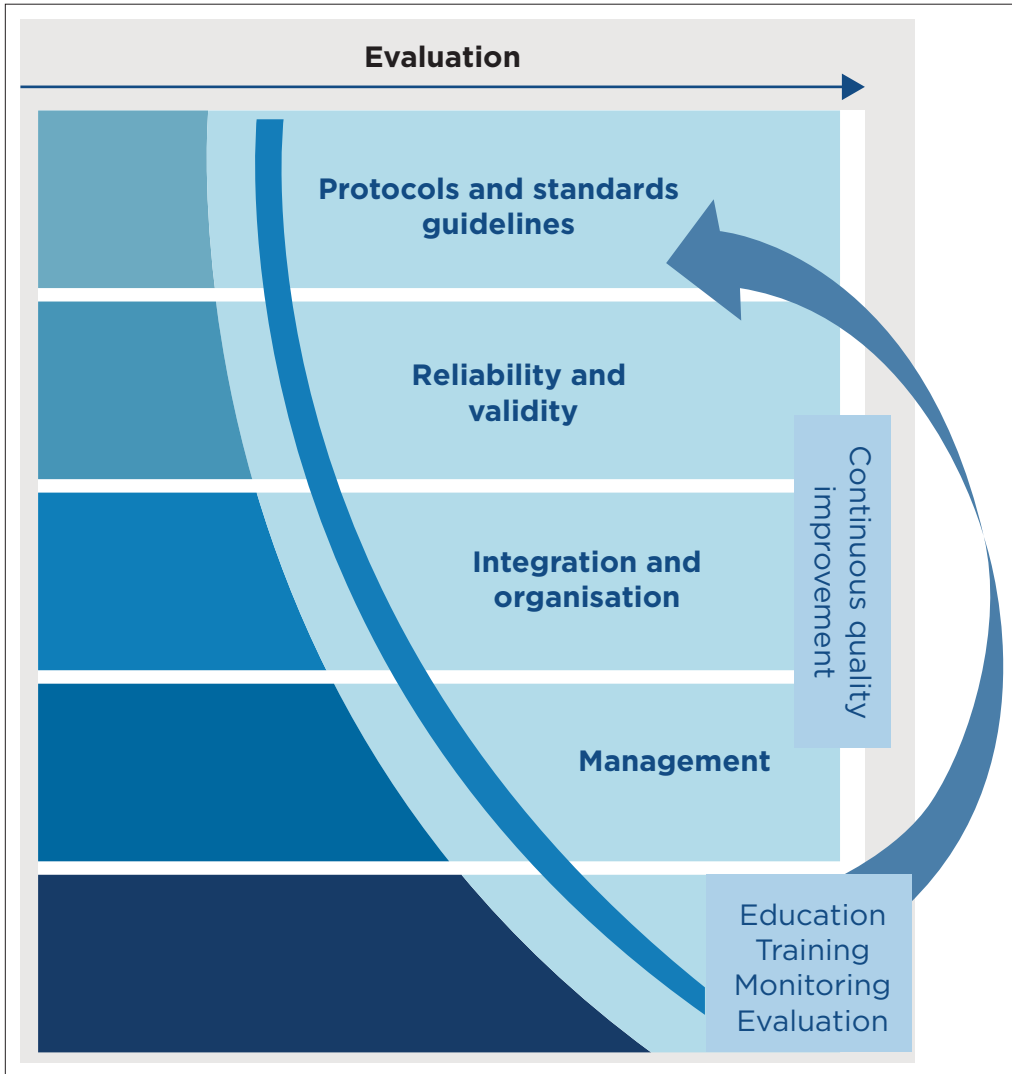 Evaluation
Protocols and standards
guidelines
Reliability and
validity
Integration and
organisation
Management
Continuous quality
improvement
Education
Training
Monitoring
Evaluation